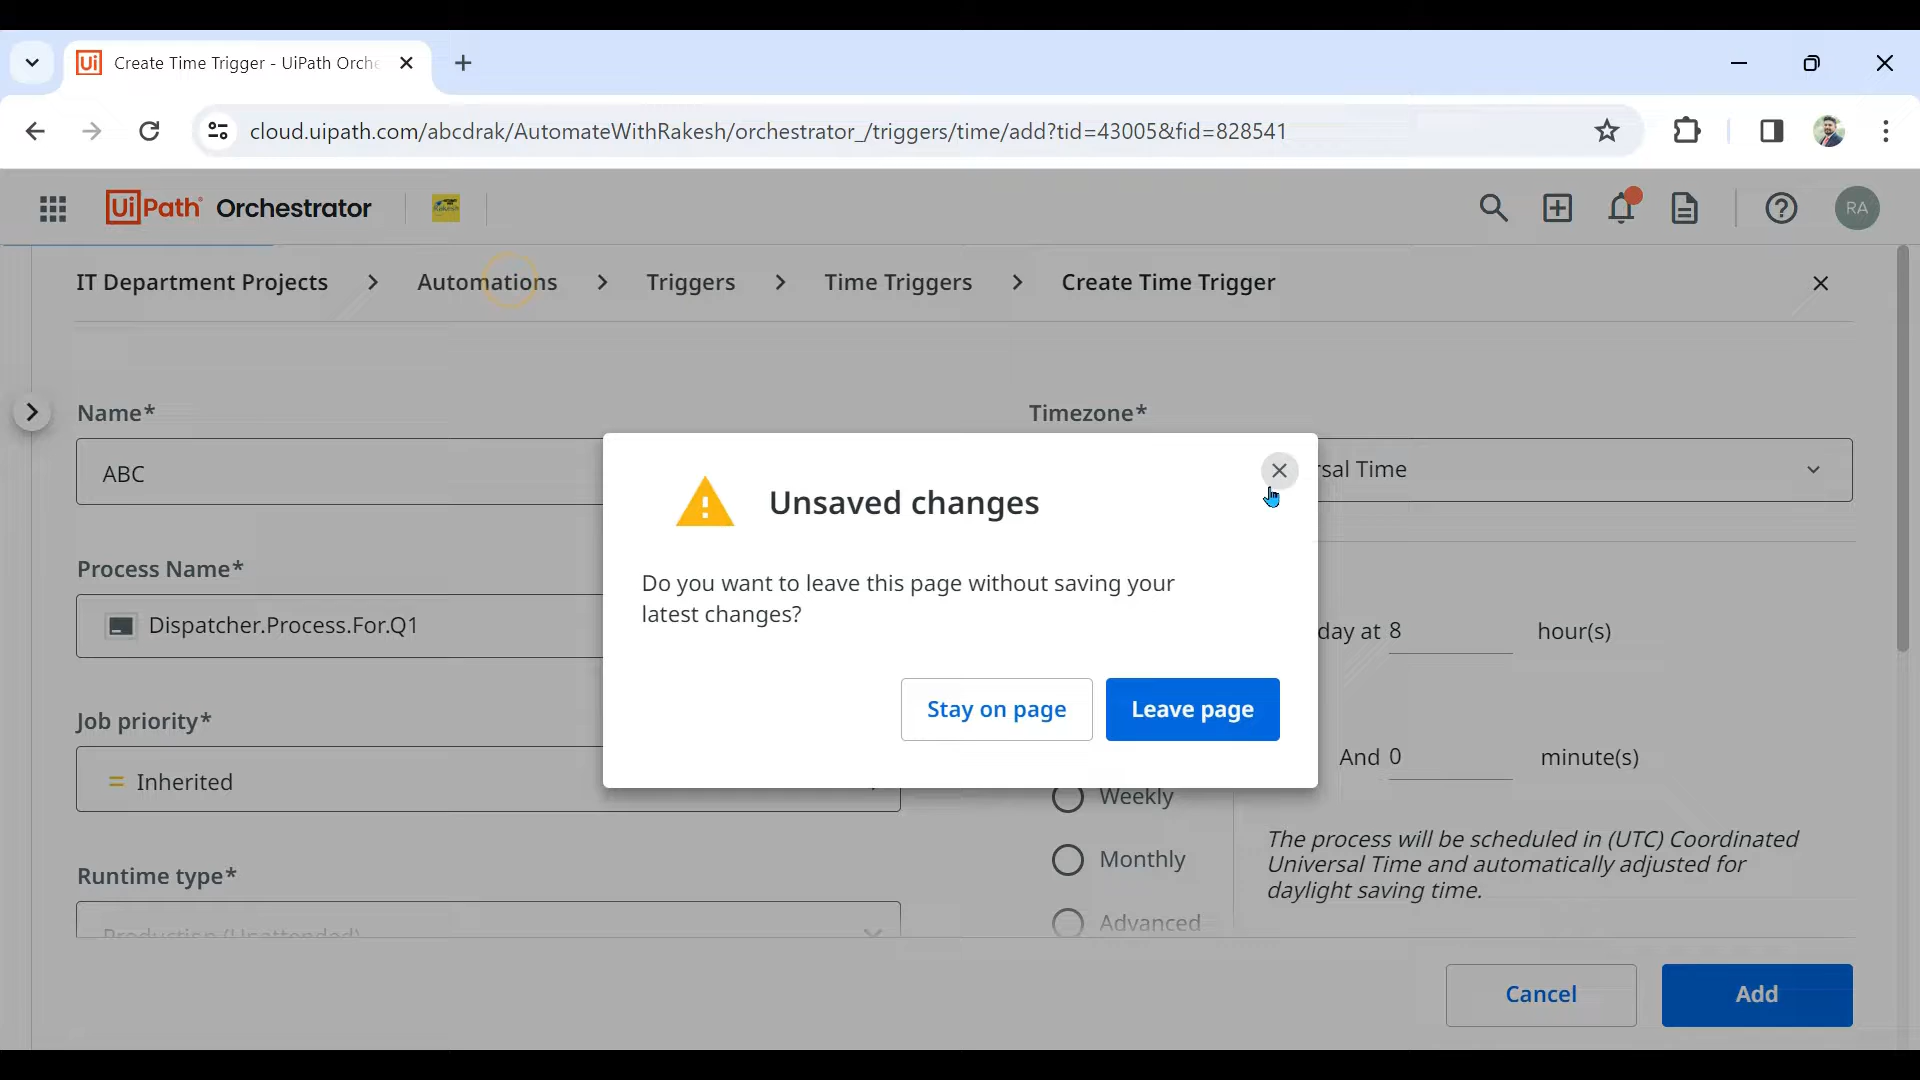 Create Time Trigger - UiPath Orche
cloud.uipath.com/abcdrak/AutomateWithRakesh/orchestrator_/triggers/time/add?tid=43005&fid=828541
UiPath Orchestrator
RA
IT Department Projects > Automations > Triggers > Time Triggers > Create Time Trigger
Name*
Timezone*
ABC
rsal Time
Unsaved changes
Process Name*
Do you want to leave this page without saving your
latest changes?
Dispatcher.Process.For.Q1
day at 8 hour(s)
Stay on page
Leave page
Job priority*
And 0 minute(s)
= Inherited
Weekly
The process will be scheduled in (UTC) Coordinated
Universal Time and automatically adjusted for
daylight saving time.
Monthly
Runtime type*
Advanced
Production (Unattended)
Cancel
Add